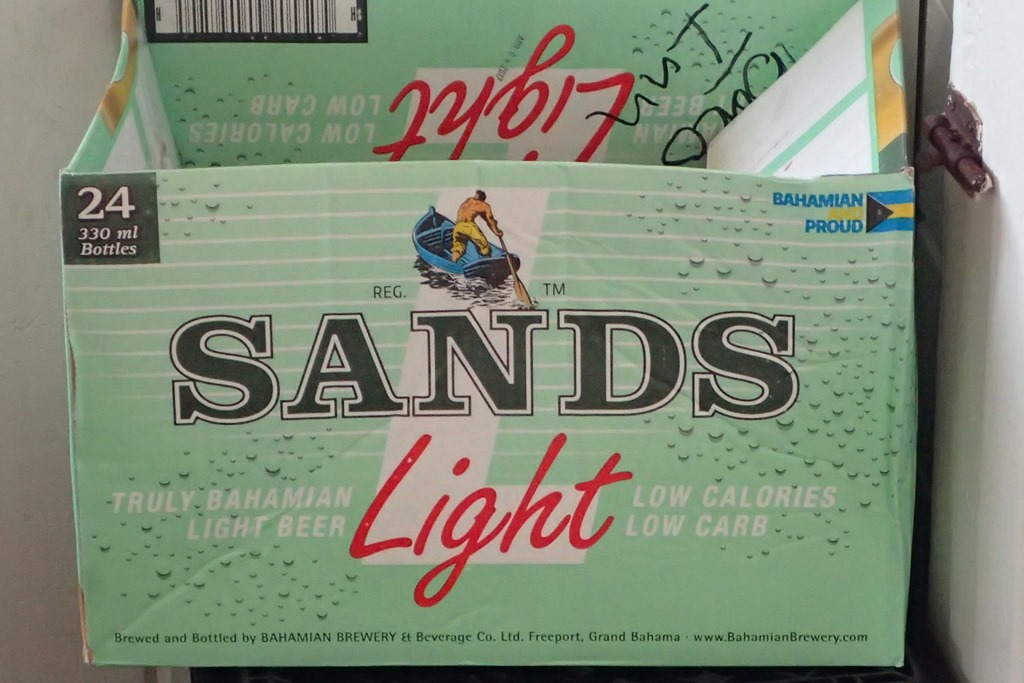 LOW CARB
LOW CALORIES
Light
24
330 ml
Bottles
BAHAMIAN
AND
PROUD
REG.
TM
SANDS
Light
TRULY BAHAMIAN
LIGHT BEER
LOW CALORIES
LOW CARB
Brewed and Bottled by BAHAMIAN BREWERY & Beverage Co. Ltd. Freeport, Grand Bahama · www.BahamianBrewery.com